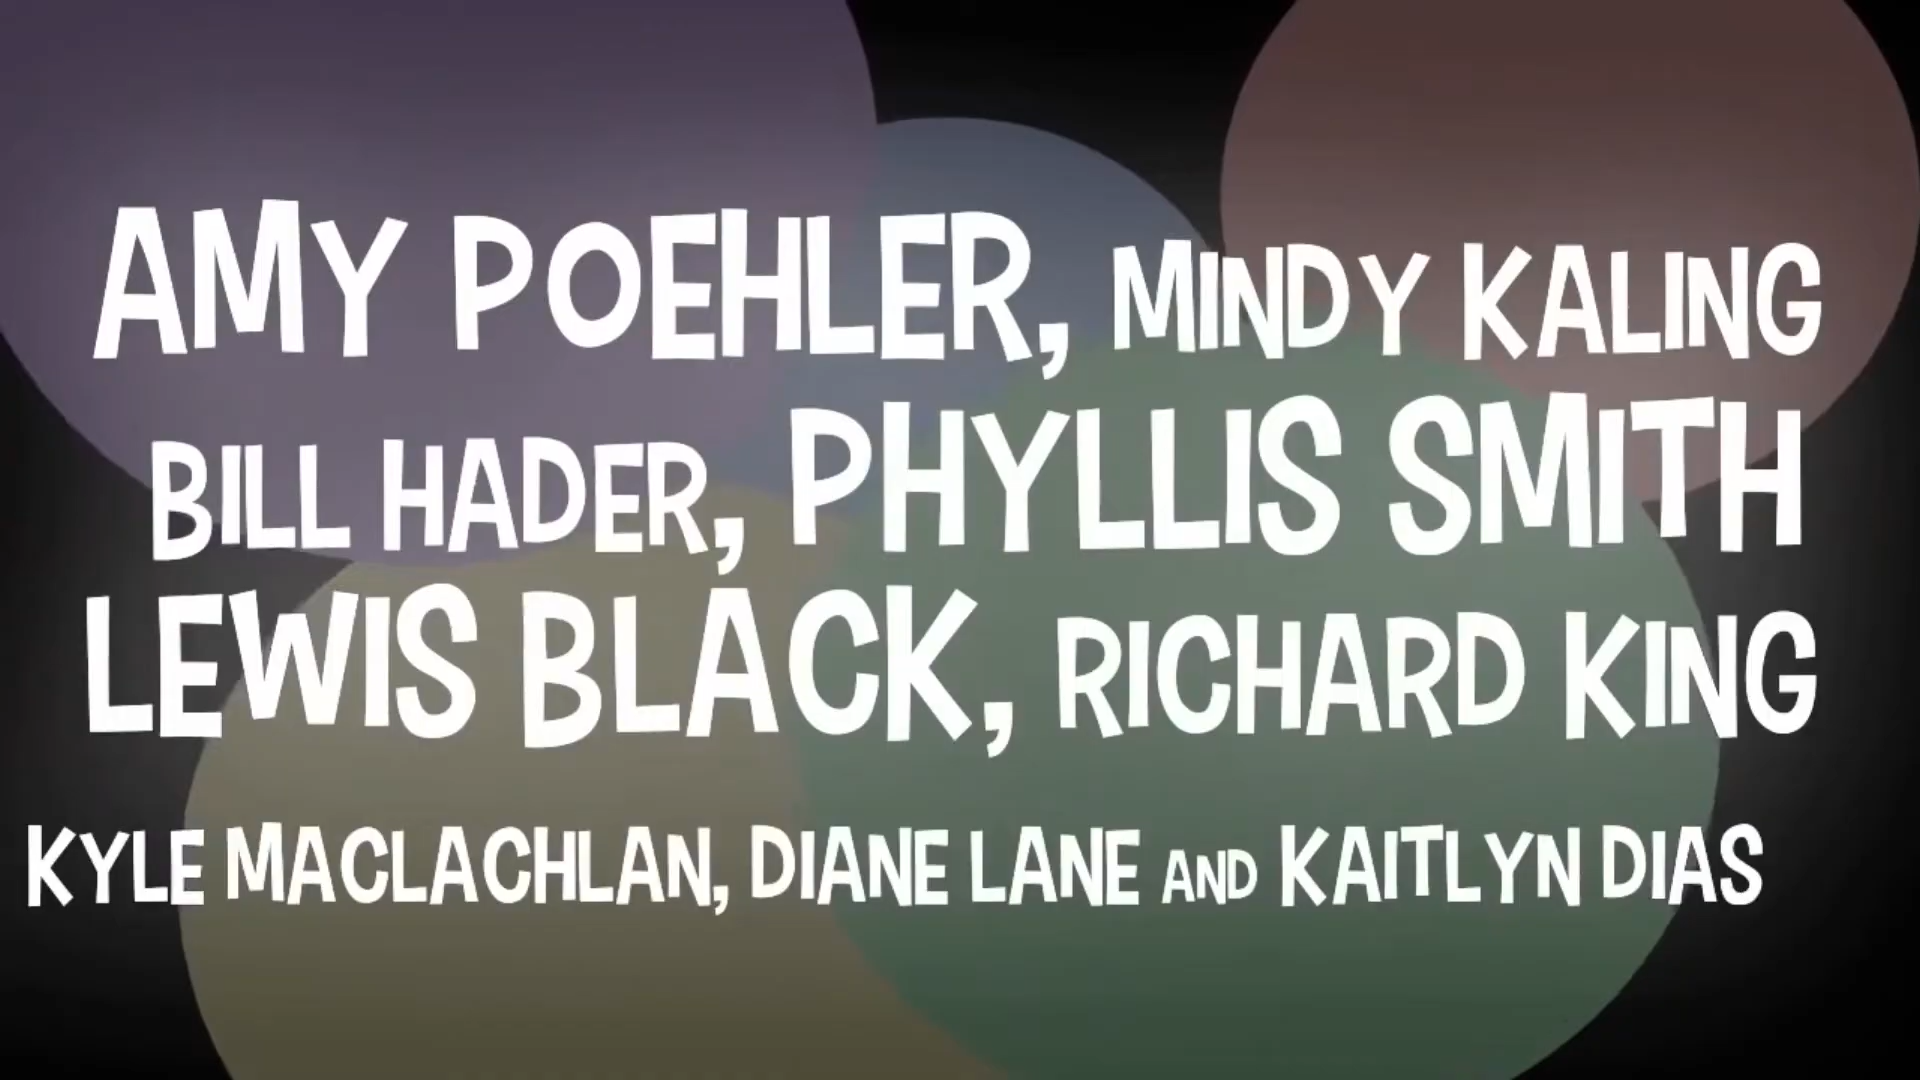 AMY POEHLER, MINDY KALING
BILL HADER, PHYLLIS SMITH
LEWIS BLACK, RICHARD KING
KYLE MACLACHLAN, DIANE LANE AND KAITLYN DIAS